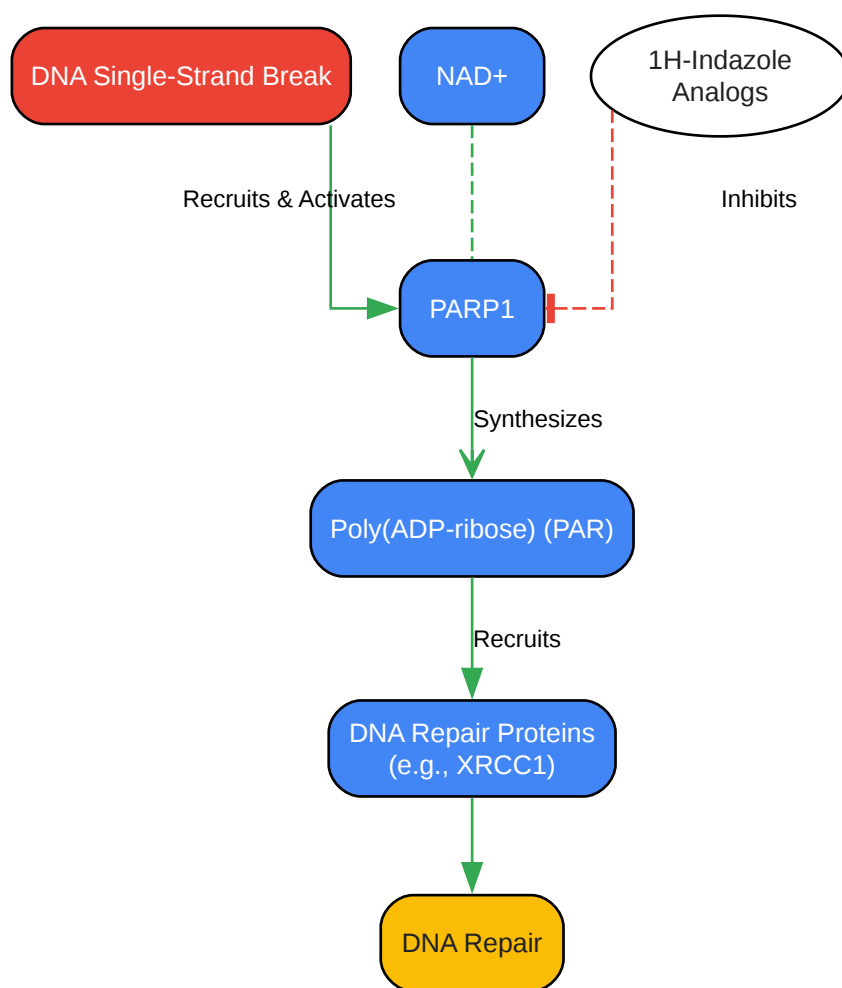 DNA Single-Strand Break
NAD+
1H-Indazole
Analogs
Recruits & Activates
Inhibits
PARP1
Synthesizes
Poly(ADP-ribose) (PAR)
Recruits
DNA Repair Proteins
(e.g., XRCC1)
DNA Repair